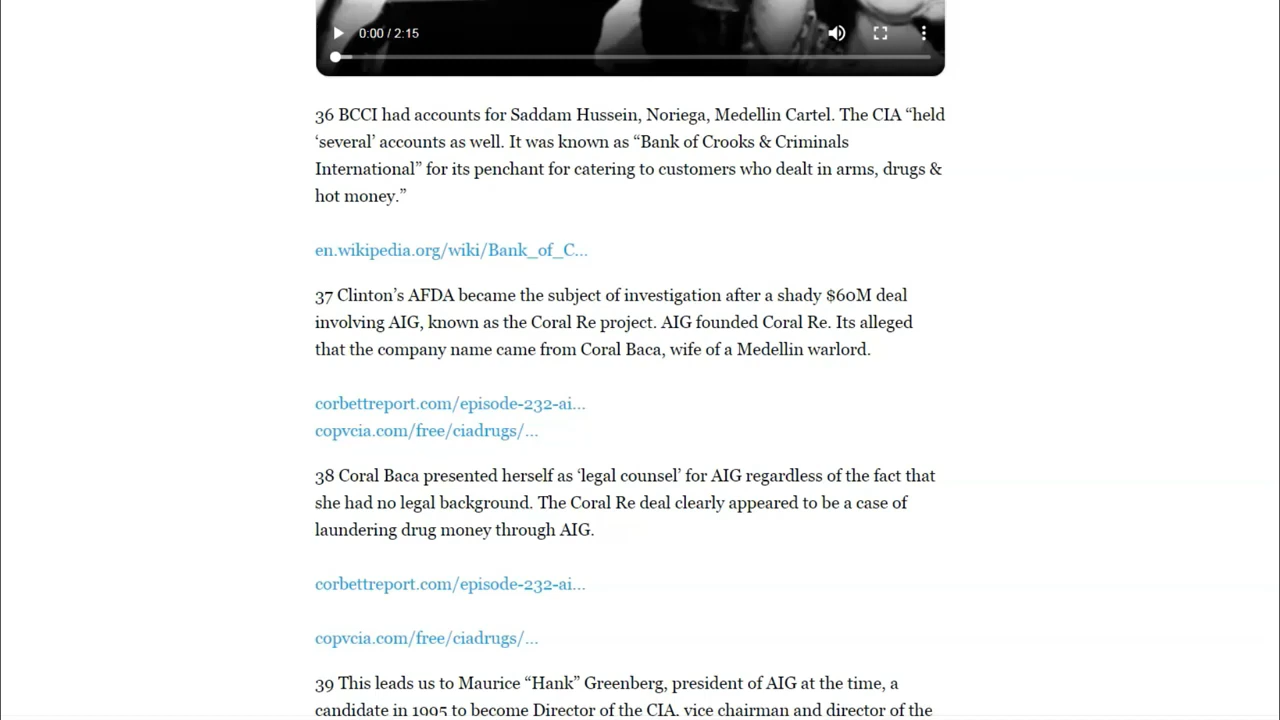 0:00 / 2:15
36 BCCI had accounts for Saddam Hussein, Noriega, Medellin Cartel. The CIA “held
‘several’ accounts as well. It was known as “Bank of Crooks & Criminals
International” for its penchant for catering to customers who dealt in arms, drugs &
hot money.”
en.wikipedia.org/wiki/Bank_of_C...
37 Clinton’s AFDA became the subject of investigation after a shady $60M deal
involving AIG, known as the Coral Re project. AIG founded Coral Re. Its alleged
that the company name came from Coral Baca, wife of a Medellin warlord.
corbettreport.com/episode-232-ai...
copvcia.com/free/ciadrugs/...
38 Coral Baca presented herself as ‘legal counsel’ for AIG regardless of the fact that
she had no legal background. The Coral Re deal clearly appeared to be a case of
laundering drug money through AIG.
corbettreport.com/episode-232-ai...
copvcia.com/free/ciadrugs/...
39 This leads us to Maurice “Hank” Greenberg, president of AIG at the time, a
candidate in 1995 to become Director of the CIA, vice chairman and director of the